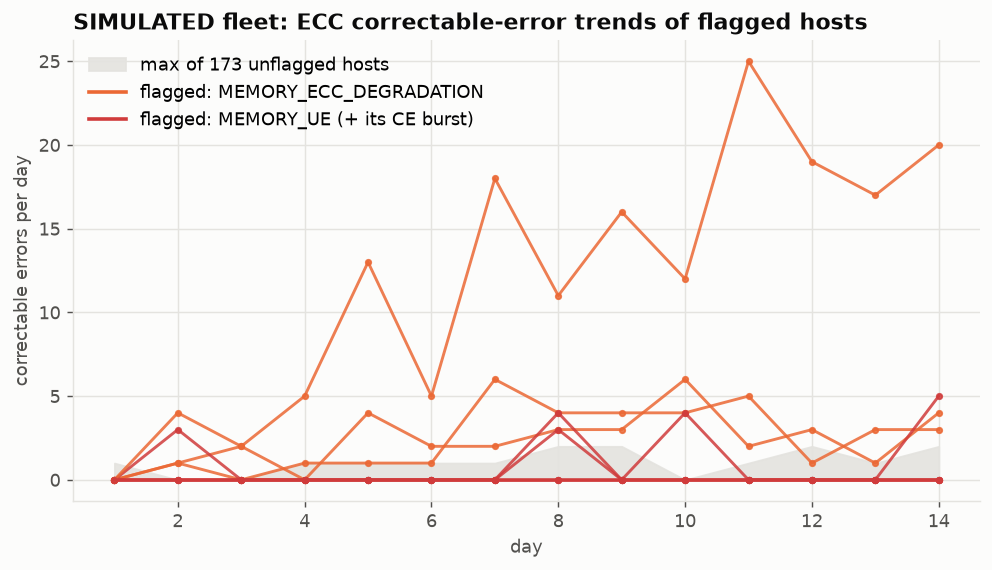 SIMULATED fleet: ECC correctable-error trends of flagged hosts
max of 173 unflagged hosts
flagged: MEMORY_ECC_DEGRADATION
flagged: MEMORY_UE (+ its CE burst)
correctable errors per day
25
20
15
10
5
0
2 4 6 8 10 12 14
day